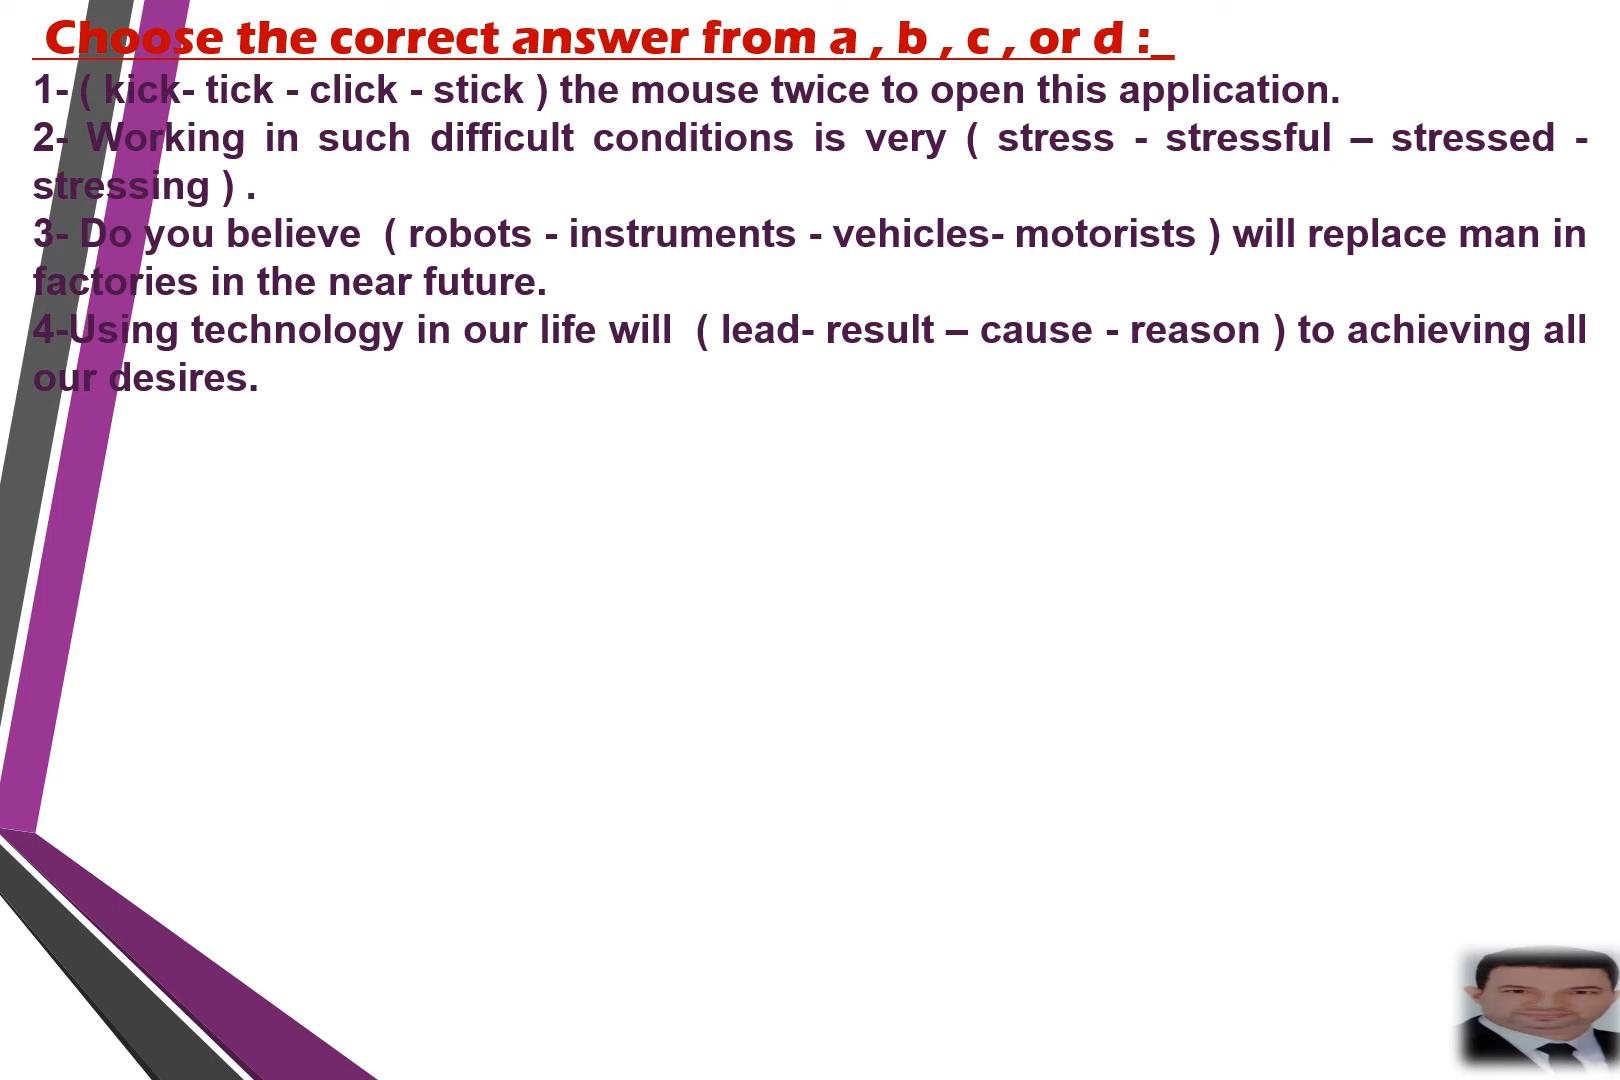 Choose the correct answer from a , b , c , or d :_
1- ( kick- tick - click - stick ) the mouse twice to open this application.
2- Working in such difficult conditions is very ( stress - stressful – stressed -
stressing ) .
3- Do you believe ( robots - instruments - vehicles- motorists ) will replace man in
factories in the near future.
4-Using technology in our life will ( lead- result – cause - reason ) to achieving all
our desires.